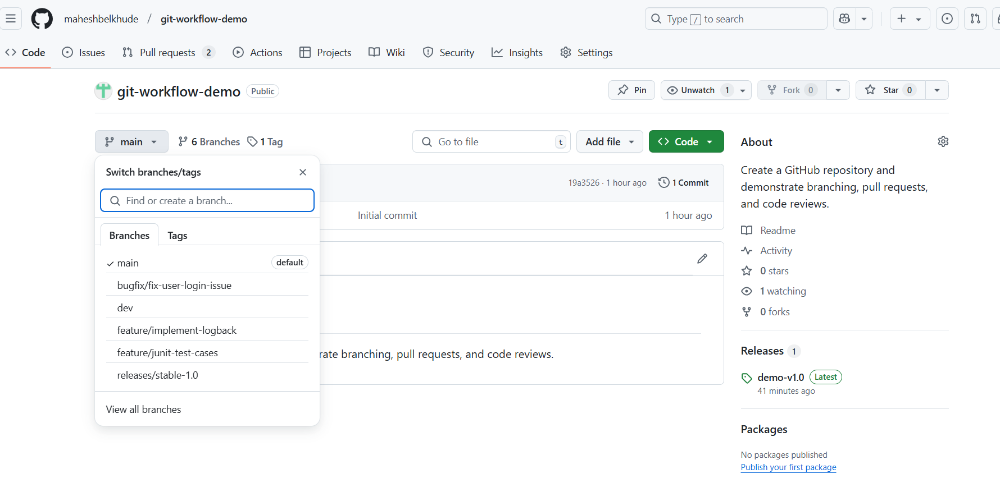 maheshbelkhude / git-workflow-demo
Type / to search
Code
Issues
Pull requests 2
Actions
Projects
Wiki
Security
Insights
Settings
git-workflow-demo Public
Pin
Unwatch 1
Fork 0
Star 0
main
6 Branches
1 Tag
Go to file t
Add file
Code
Switch branches/tags
Find or create a branch...
Branches
Tags
main default
bugfix/fix-user-login-issue
dev
feature/implement-logback
feature/junit-test-cases
releases/stable-1.0
View all branches
19a3526 · 1 hour ago
1 Commit
Initial commit
1 hour ago
rate branching, pull requests, and code reviews.
About
Create a GitHub repository and
demonstrate branching, pull requests,
and code reviews.
Readme
Activity
0 stars
1 watching
0 forks
Releases 1
demo-v1.0 Latest
41 minutes ago
Packages
No packages published
Publish your first package